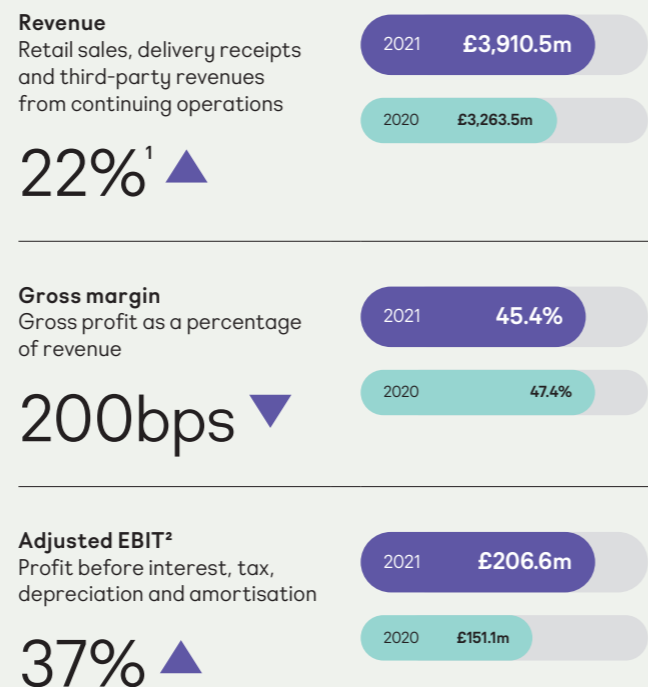 Revenue
Retail sales, delivery receipts
and third-party revenues
from continuing operations
22%¹
2021 £3,910.5m
2020 £3,263.5m
Gross margin
Gross profit as a percentage
of revenue
200bps
2021 45.4%
2020 47.4%
Adjusted EBIT²
Profit before interest, tax,
depreciation and amortisation
37%
2021 £206.6m
2020 £151.1m